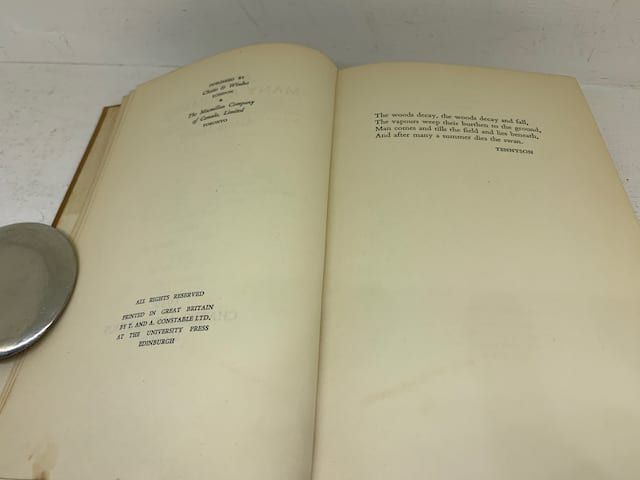 PUBLISHED BY
Chatto & Windus
LONDON
*
The Macmillan Company
of Canada, Limited
TORONTO
ALL RIGHTS RESERVED
PRINTED IN GREAT BRITAIN
BY T. AND A. CONSTABLE LTD.
AT THE UNIVERSITY PRESS
EDINBURGH
The woods decay, the woods decay and fall,
The vapours weep their burthen to the ground,
Man comes and tills the field and lies beneath,
And after many a summer dies the swan.
TENNYSON